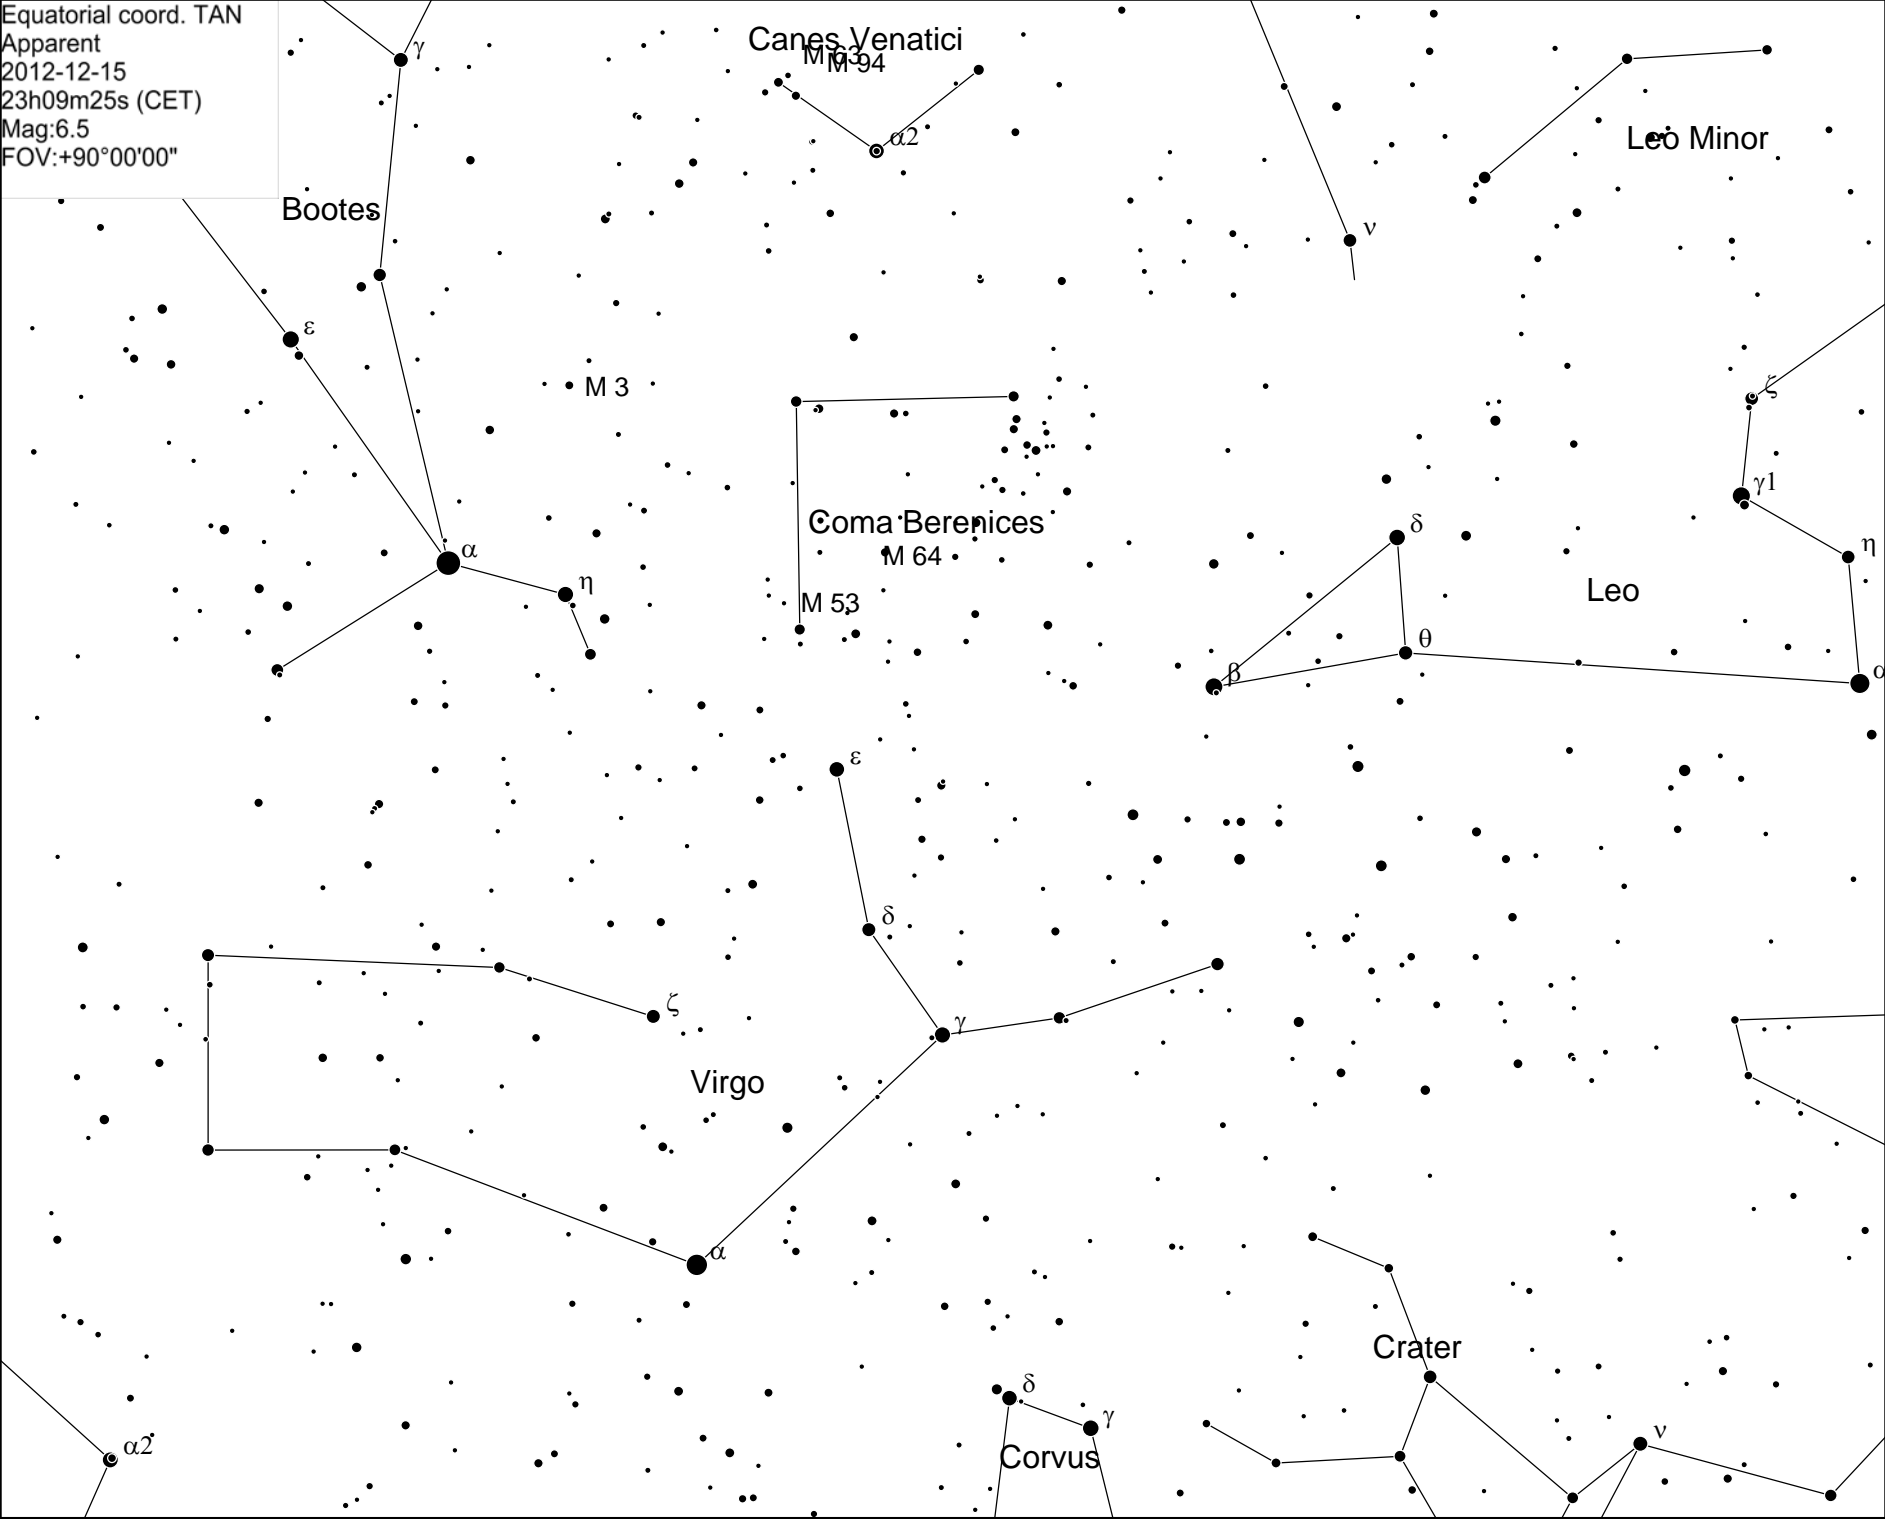 Equatorial coord. TAN
Apparent
2012-12-15
23h09m25s (CET)
Mag:6.5
FOV:+90°00'00"
γ
Canes Venatici
M 63
M 94
α2
Leo Minor
Bootes
ν
ε
M 3
ζ
γ1
Coma Berenices
δ
α
M 64
η
η
Leo
M 53
θ
β
α
ε
δ
ζ
γ
Virgo
α
Crater
δ
γ
ν
α2
Corvus